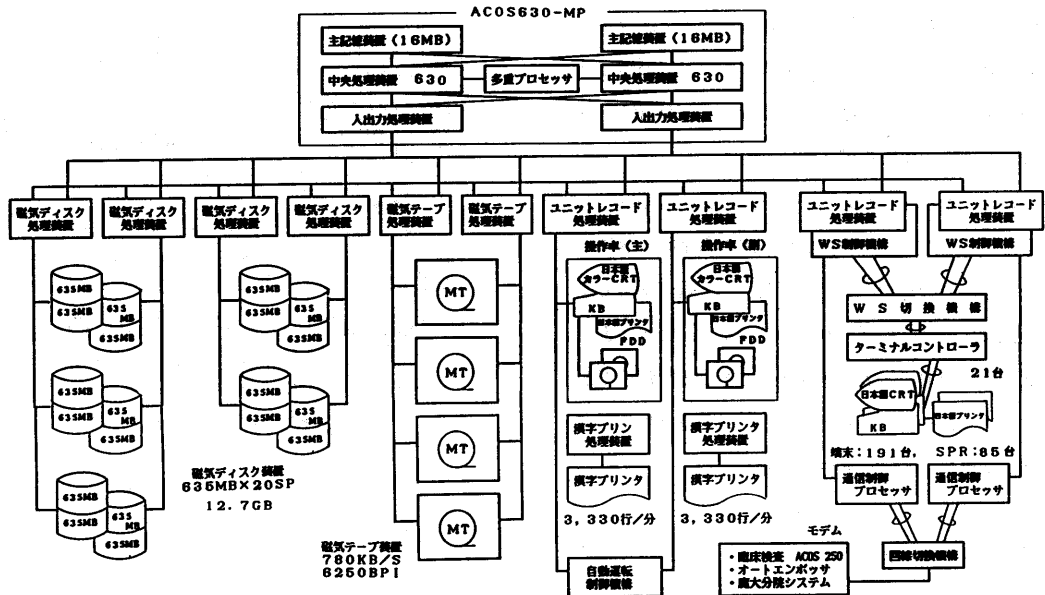 ACOS630-MP
主記憶装置(16MB)
主記憶装置(16MB)
中央処理装置 630
多重プロセッサ
中央処理装置 630
入出力処理装置
入出力処理装置
磁気ディスク
処理装置
磁気ディスク
処理装置
磁気ディスク
処理装置
磁気ディスク
処理装置
磁気テープ
処理装置
磁気テープ
処理装置
ユニットレコード
処理装置
ユニットレコード
処理装置
ユニットレコード
処理装置
WS制御機構
ユニットレコード
処理装置
WS制御機構
635MB
635MB
635
MB
635MB
635MB
635MB
635
MB
635MB
635MB
635MB
635
MB
635MB
635MB
635MB
635
MB
635MB
635MB
635MB
635
MB
635MB
磁気ディスク装置
635MB×20SP
12.7GB
MT
MT
MT
MT
磁気テープ装置
780KB/S
6250BPI
操作卓(主)
日本語
カラーCRT
KB
日本語プリンタ
FDD
漢字プリン
処理装置
漢字プリンタ
3,330行/分
操作卓(副)
日本語
カラーCRT
KB
日本語プリンタ
FDD
漢字プリンタ
処理装置
漢字プリンタ
3,330行/分
自動運転
制御機構
WS切換機構
ターミナルコントローラ
21台
日本語CRT
KB
日本語プリンタ
端末:191台, SPR:85台
通信制御
プロセッサ
通信制御
プロセッサ
回線切換機構
モデム
・臨床検査 ACOS 250
・オートエンボッサ
・東大分院システム